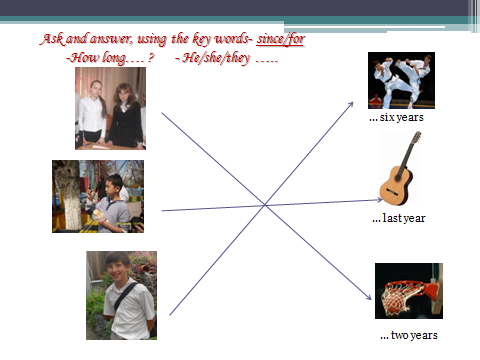 Ask and answer, using the key words- since/for
-How long.... ? - He/she/they .....
... six years
... last year
... two years